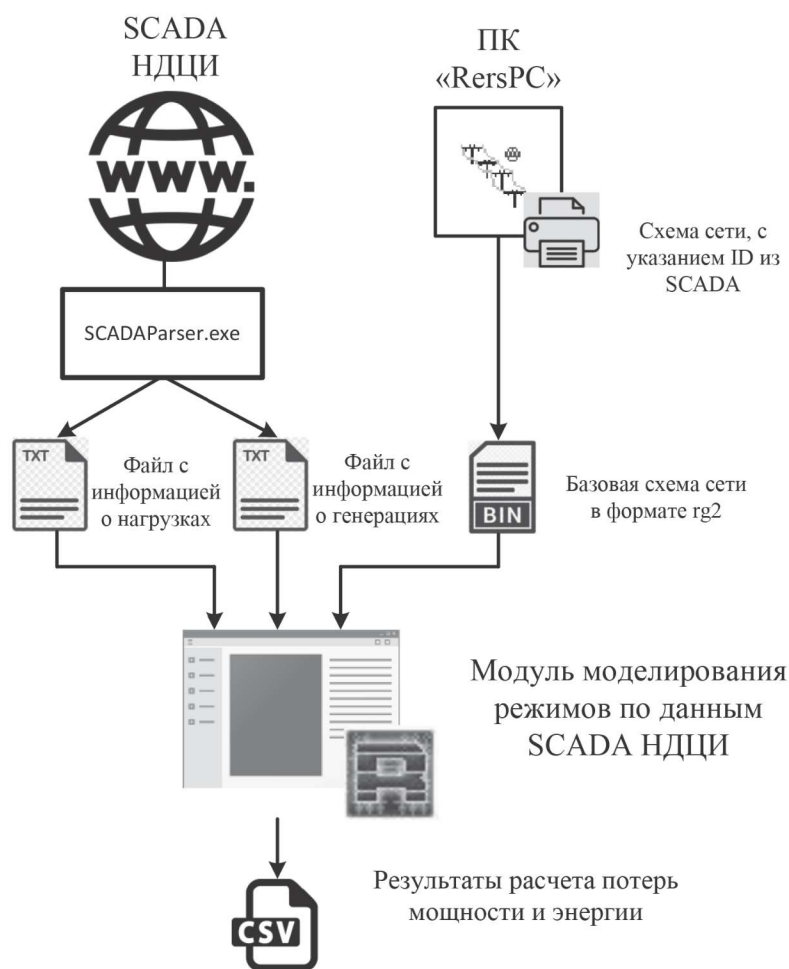 SCADA
НДЦИ
WWW.
SCADAParser.exe
TXT
Файл с
информацией
о нагрузках
TXT
Файл с
информацией
о генерациях
ПК
«RersPC»
Схема сети, с
указанием ID из
SCADA
BIN
Базовая схема сети
в формате rg2
Модуль моделирования
режимов по данным
SCADA НДЦИ
CSV
Результаты расчета потерь
мощности и энергии